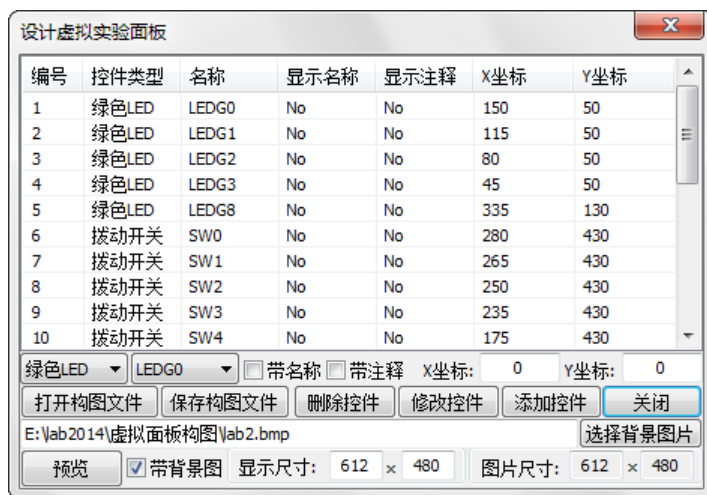 设计虚拟实验面板
编号 控件类型 名称 显示名称 显示注释 X坐标 Y坐标
1 绿色LED LEDG0 No No 150 50
2 绿色LED LEDG1 No No 115 50
3 绿色LED LEDG2 No No 80 50
4 绿色LED LEDG3 No No 45 50
5 绿色LED LEDG8 No No 335 130
6 拨动开关 SW0 No No 280 430
7 拨动开关 SW1 No No 265 430
8 拨动开关 SW2 No No 250 430
9 拨动开关 SW3 No No 235 430
10 拨动开关 SW4 No No 175 430
绿色LED LEDG0 带名称 带注释 X坐标: 0 Y坐标: 0
打开构图文件 保存构图文件 删除控件 修改控件 添加控件 关闭
E:\lab2014\虚拟面板构图\lab2.bmp 选择背景图片
预览 带背景图 显示尺寸: 612 × 480 图片尺寸: 612 × 480